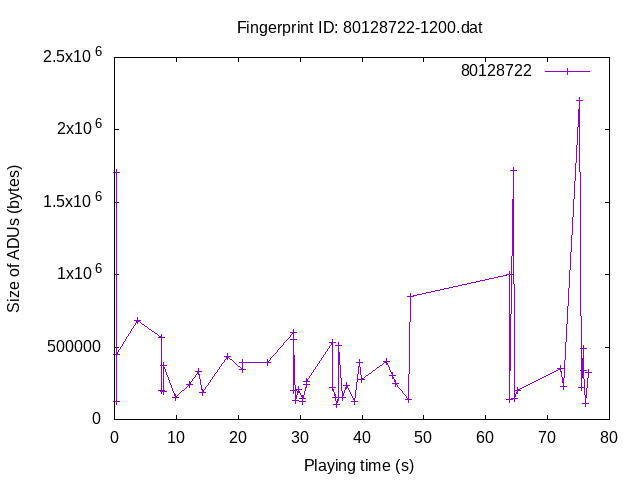 Fingerprint ID: 80128722-1200.dat
80128722
Size of ADUs (bytes)
2.5x10^6
2x10^6
1.5x10^6
1x10^6
500000
0
0 10 20 30 40 50 60 70 80
Playing time (s)